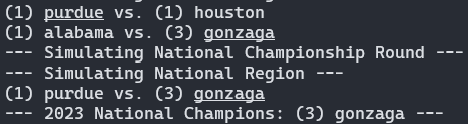 (1) purdue vs. (1) houston
(1) alabama vs. (3) gonzaga
--- Simulating National Championship Round ---
--- Simulating National Region ---
(1) purdue vs. (3) gonzaga
--- 2023 National Champions: (3) gonzaga ---